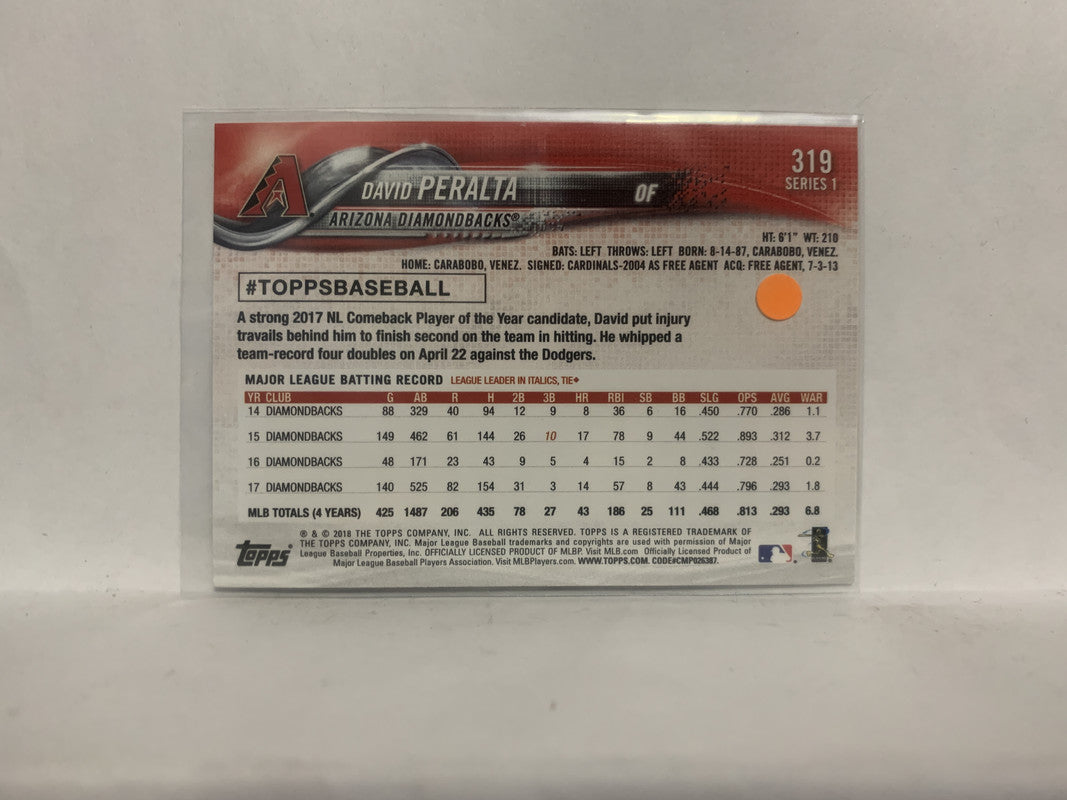 319
SERIES 1
DAVID PERALTA OF
ARIZONA DIAMONDBACKS®
HT: 6'1" WT: 210
BATS: LEFT THROWS: LEFT BORN: 8-14-87, CARABOBO, VENEZ.
HOME: CARABOBO, VENEZ. SIGNED: CARDINALS-2004 AS FREE AGENT ACQ: FREE AGENT, 7-3-13
#TOPPSBASEBALL
A strong 2017 NL Comeback Player of the Year candidate, David put injury
travails behind him to finish second on the team in hitting. He whipped a
team-record four doubles on April 22 against the Dodgers.
MAJOR LEAGUE BATTING RECORD LEAGUE LEADER IN ITALICS, TIE♦
YR CLUB G AB R H 2B 3B HR RBI SB BB SLG OPS AVG WAR
14 DIAMONDBACKS 88 329 40 94 12 9 8 36 6 16 .450 .770 .286 1.1
15 DIAMONDBACKS 149 462 61 144 26 10 17 78 9 44 .522 .893 .312 3.7
16 DIAMONDBACKS 48 171 23 43 9 5 4 15 2 8 .433 .728 .251 0.2
17 DIAMONDBACKS 140 525 82 154 31 3 14 57 8 43 .444 .796 .293 1.8
MLB TOTALS (4 YEARS) 425 1487 206 435 78 27 43 186 25 111 .468 .813 .293 6.8
® & © 2018 THE TOPPS COMPANY, INC. ALL RIGHTS RESERVED. TOPPS IS A REGISTERED TRADEMARK OF
THE TOPPS COMPANY, INC. Major League Baseball trademarks and copyrights are used with permission of Major
League Baseball Properties, Inc. OFFICIALLY LICENSED PRODUCT OF MLBP. Visit MLB.com Officially Licensed Product of
Major League Baseball Players Association. Visit MLBPlayers.com. WWW.TOPPS.COM. CODE#CMP026387.
topps®